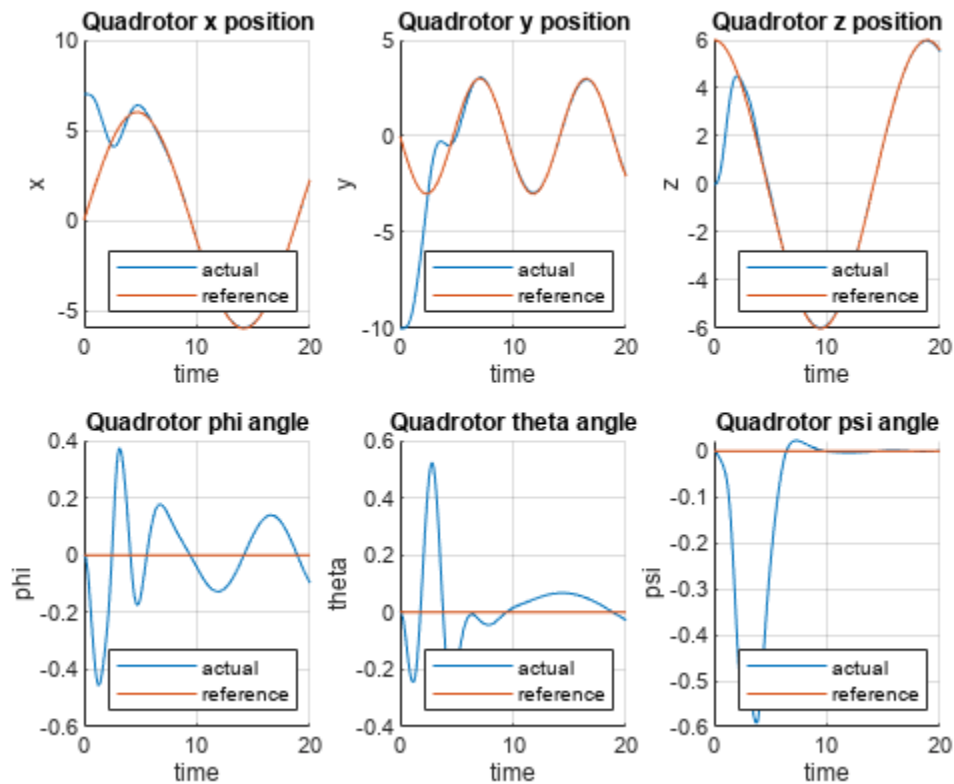 Quadrotor x position
10
5
0
-5
x
actual
reference
0
10
20
time
Quadrotor y position
5
0
-5
-10
y
actual
reference
0
10
20
time
Quadrotor z position
6
4
2
0
-2
-4
-6
z
actual
reference
0
10
20
time
Quadrotor phi angle
0.4
0.2
0
-0.2
-0.4
-0.6
phi
actual
reference
0
10
20
time
Quadrotor theta angle
0.6
0.4
0.2
0
-0.2
-0.4
theta
actual
reference
0
10
20
time
Quadrotor psi angle
0
-0.1
-0.2
-0.3
-0.4
-0.5
-0.6
psi
actual
reference
0
10
20
time